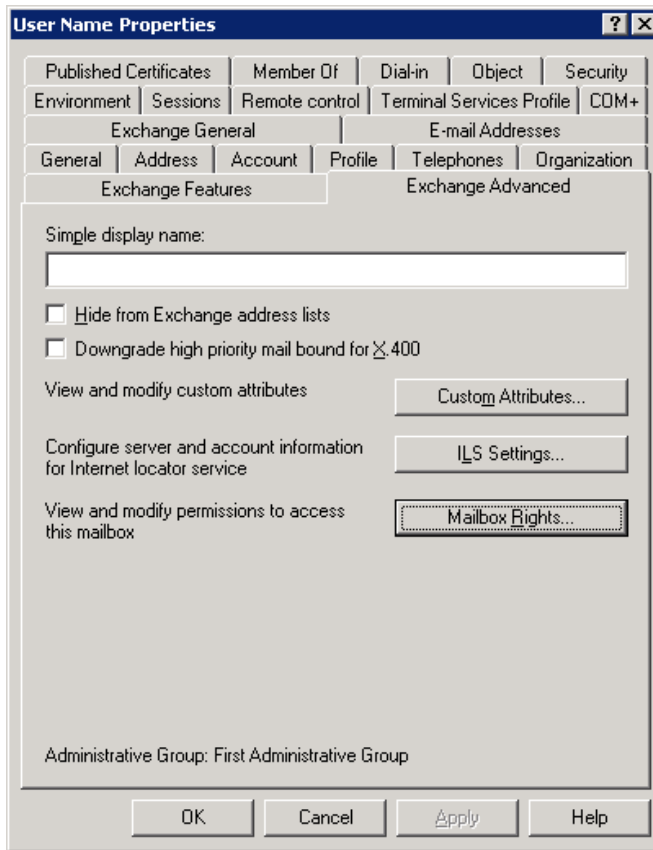 User Name Properties
Published Certificates Member Of Dial-in Object Security
Environment Sessions Remote control Terminal Services Profile COM+
Exchange General E-mail Addresses
General Address Account Profile Telephones Organization
Exchange Features Exchange Advanced
Simple display name:
Hide from Exchange address lists
Downgrade high priority mail bound for X.400
View and modify custom attributes
Custom Attributes...
Configure server and account information
for Internet locator service
ILS Settings...
View and modify permissions to access
this mailbox
Mailbox Rights...
Administrative Group: First Administrative Group
OK Cancel Apply Help